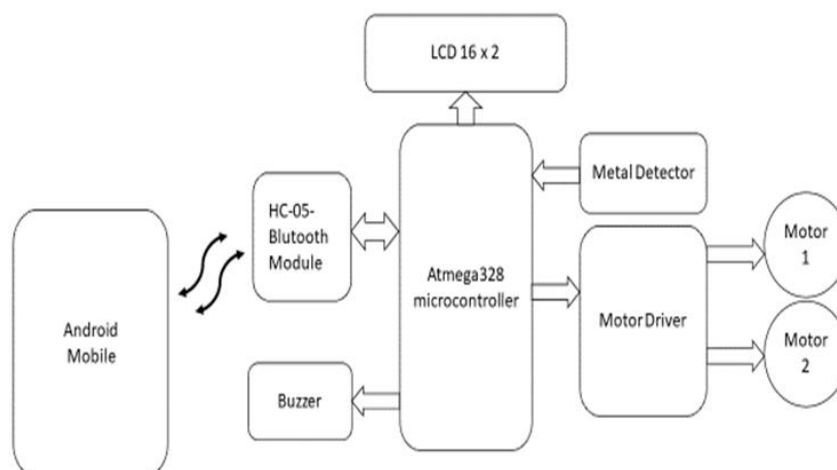 LCD 16 x 2
Metal Detector
HC-05-
Blutooth
Module
Motor
1
Atmega328
microcontroller
Motor Driver
Android
Mobile
Motor
2
Buzzer